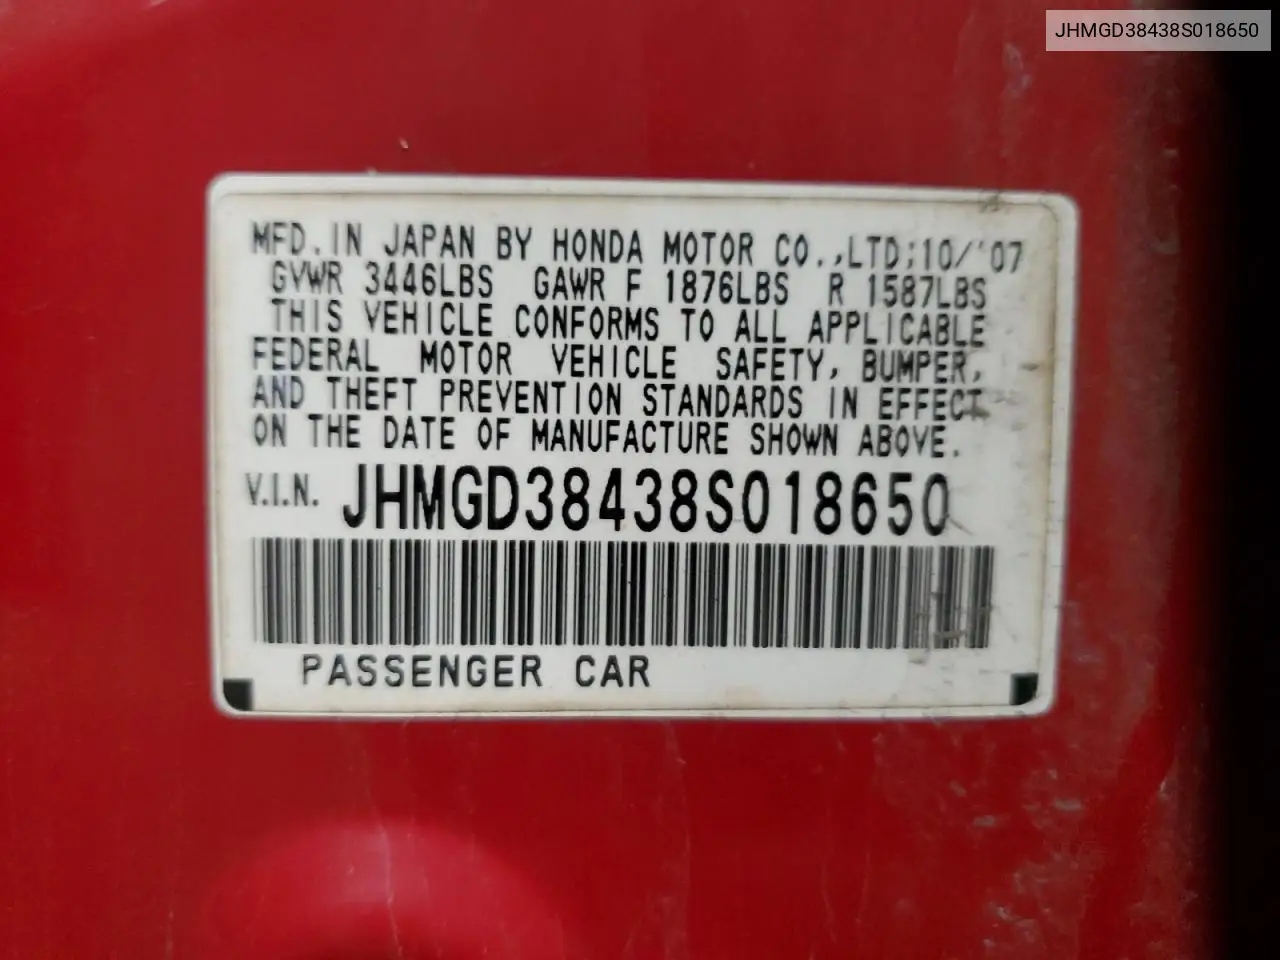 JHMGD38438S018650
MFD. IN JAPAN BY HONDA MOTOR CO., LTD; 10/'07
GVWR 3446LBS GAWR F 1876LBS R 1587LBS
THIS VEHICLE CONFORMS TO ALL APPLICABLE
FEDERAL MOTOR VEHICLE SAFETY, BUMPER,
AND THEFT PREVENTION STANDARDS IN EFFECT
ON THE DATE OF MANUFACTURE SHOWN ABOVE.
V.I.N. JHMGD38438S018650
PASSENGER CAR